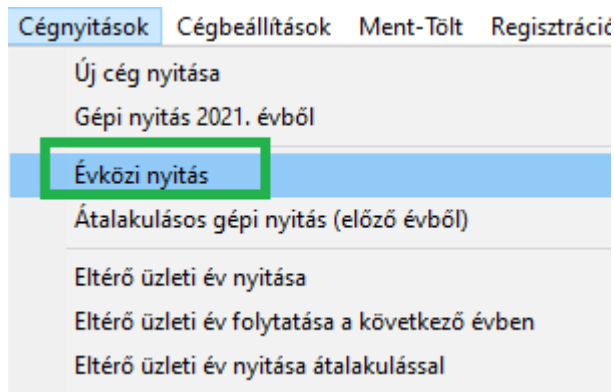 Cégnyitások Cégbeállítások Ment-Tölt Regisztráció
Új cég nyitása
Gépi nyitás 2021. évből
Évközi nyitás
Átalakulásos gépi nyitás (előző évből)
Eltérő üzleti év nyitása
Eltérő üzleti év folytatása a következő évben
Eltérő üzleti év nyitása átalakulással